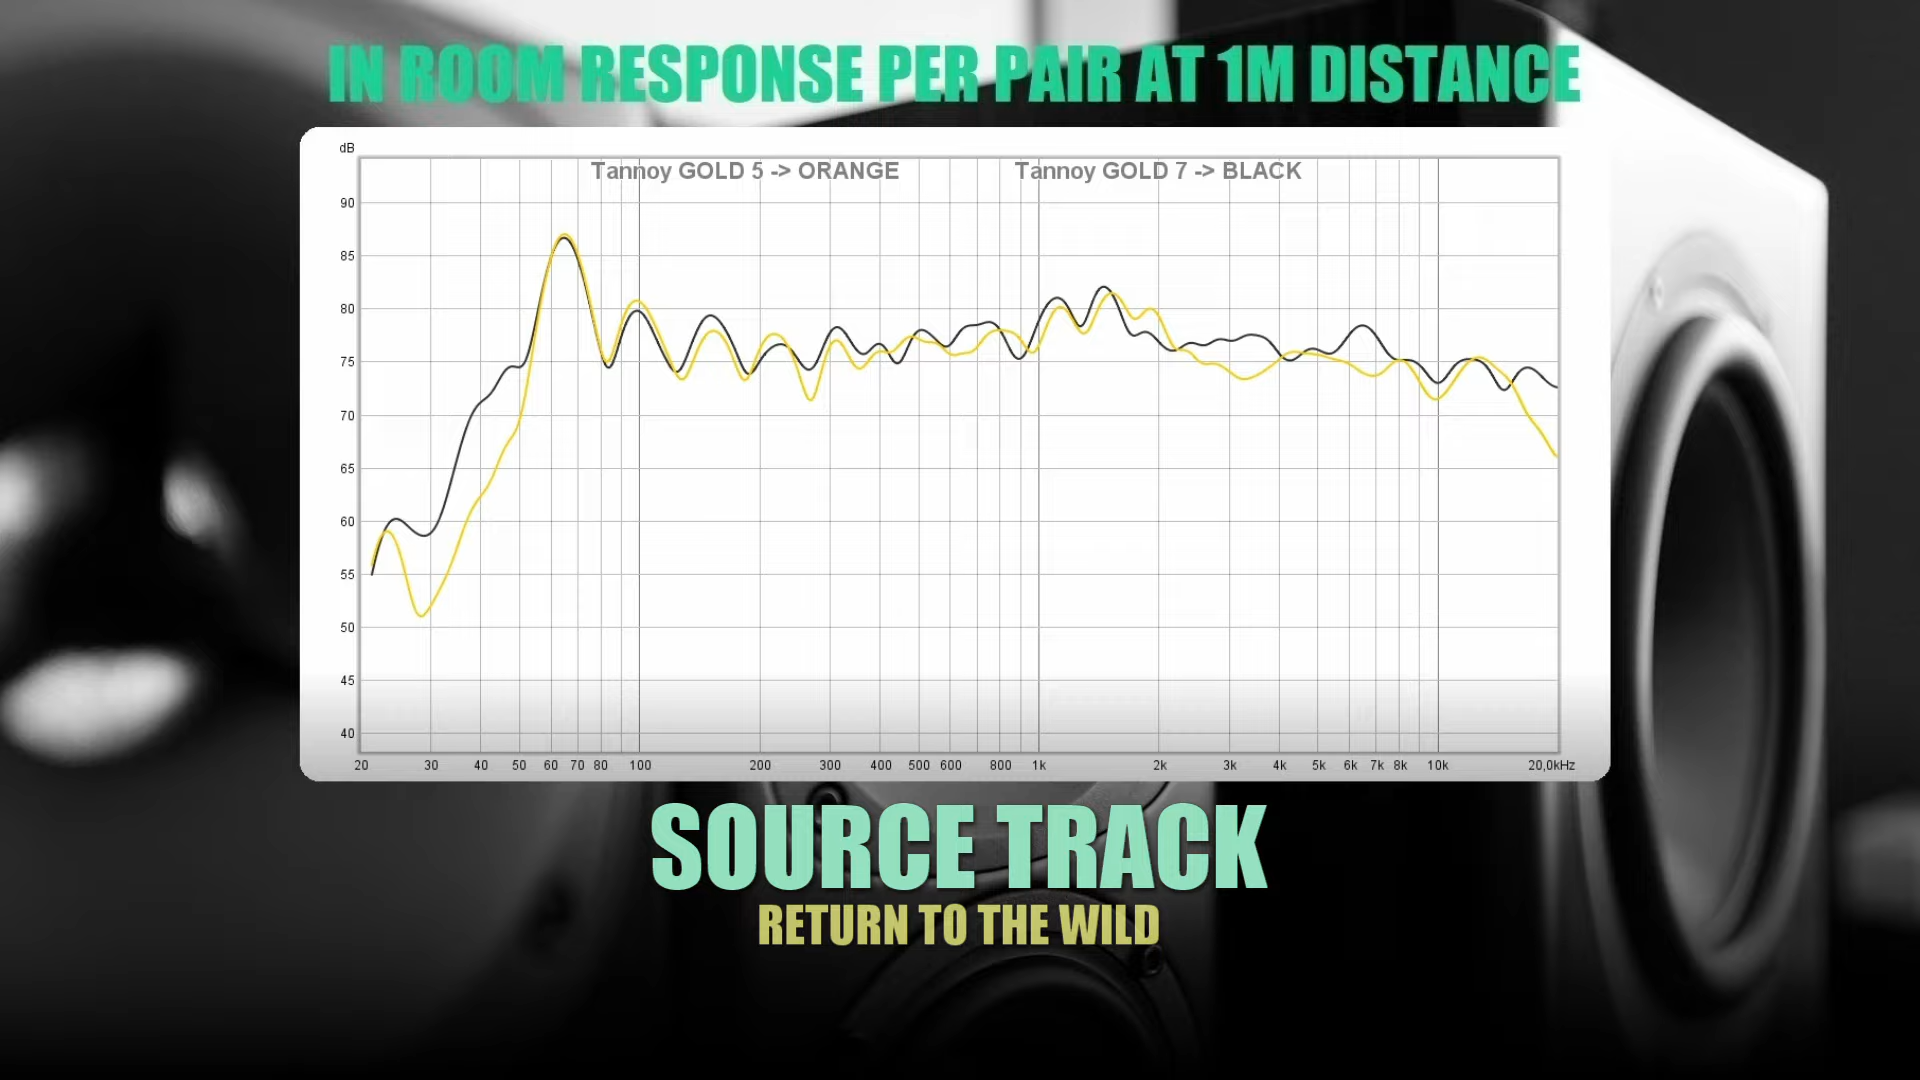 IN ROOM RESPONSE PER PAIR AT 1M DISTANCE
dB
Tannoy GOLD 5 -> ORANGE Tannoy GOLD 7 -> BLACK
90
85
80
75
70
65
60
55
50
45
40
20 30 40 50 60 70 80 100 200 300 400 500 600 800 1k 2k 3k 4k 5k 6k 7k 8k 10k 20,0kHz
SOURCE TRACK
RETURN TO THE WILD